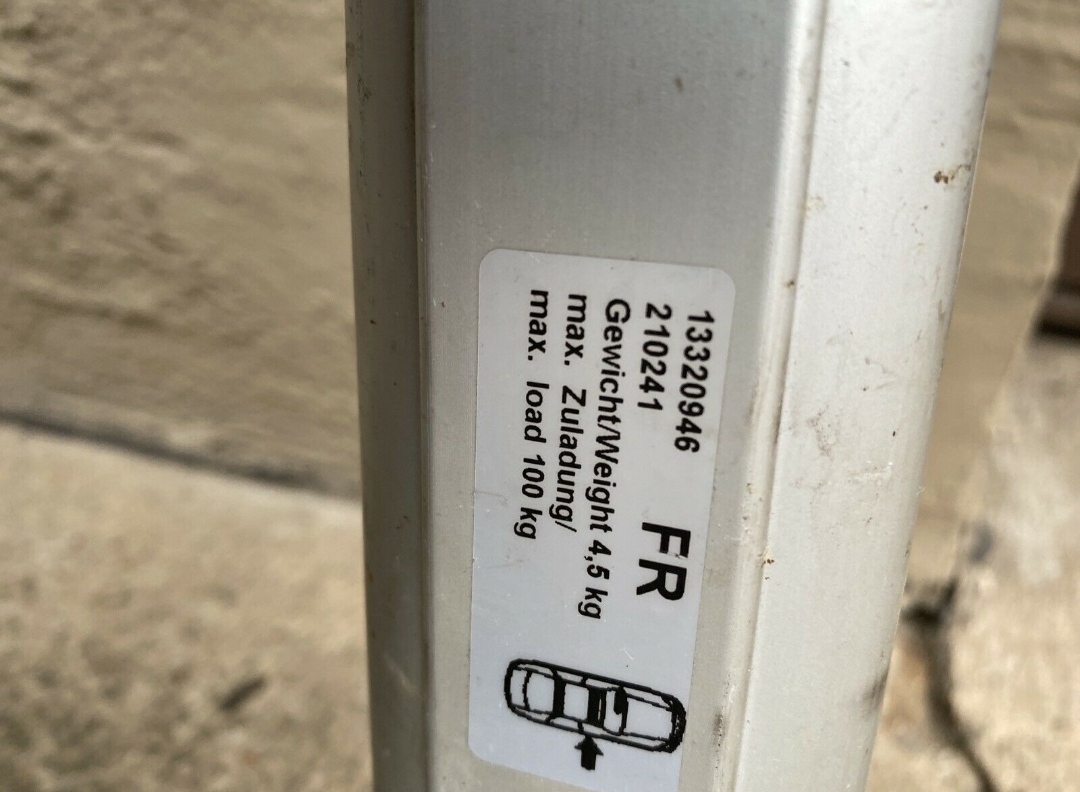 13320946
210241 FR
Gewicht/Weight 4,5 kg
max. Zuladung/
max. load 100 kg